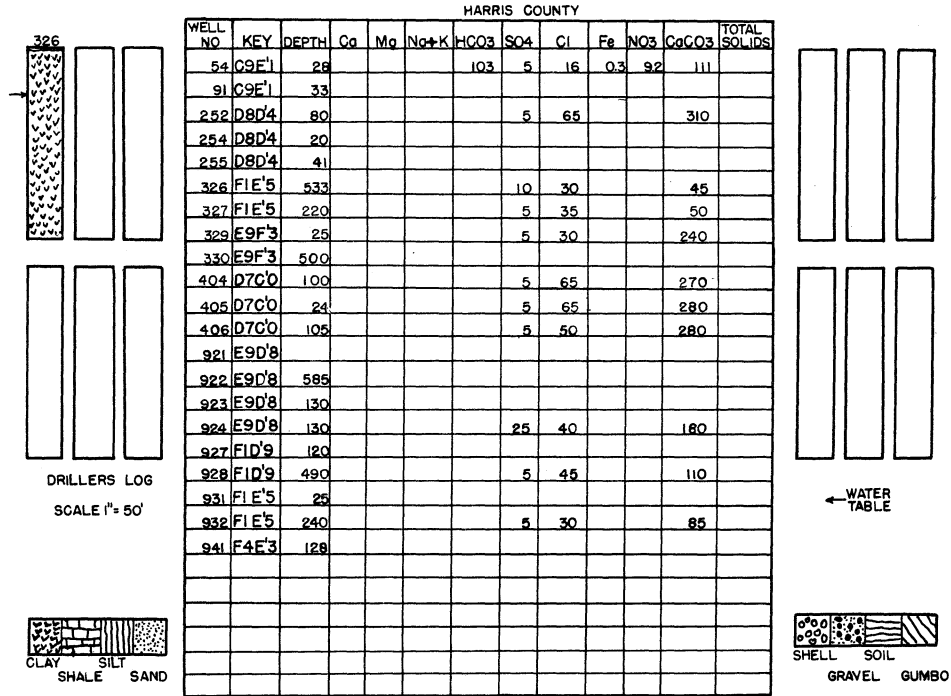 HARRIS COUNTY
WELL NO KEY DEPTH Ca Mg Na+K HCO3 SO4 Cl Fe NO3 CaCO3 TOTAL SOLIDS
54 C9E'1 28 103 5 16 0.3 9.2 111
91 C9E'1 33
252 D8D'4 80 5 65 310
254 D8D'4 20
255 D8D'4 41
326 F1E'5 533 10 30 45
327 F1E'5 220 5 35 50
329 E9F'3 25 5 30 240
330 E9F'3 500
404 D7C'0 100 5 65 270
405 D7C'0 24 5 65 280
406 D7C'0 105 5 50 280
921 E9D'8
922 E9D'8 585
923 E9D'8 130
924 E9D'8 130 25 40 180
927 F1D'9 120
928 F1D'9 490 5 45 110
931 F1E'5 25
932 F1E'5 240 5 30 85
941 F4E'3 128
326
DRILLERS LOG
SCALE 1"= 50'
WATER
TABLE
CLAY SILT
SHALE SAND
SHELL SOIL
GRAVEL GUMBO